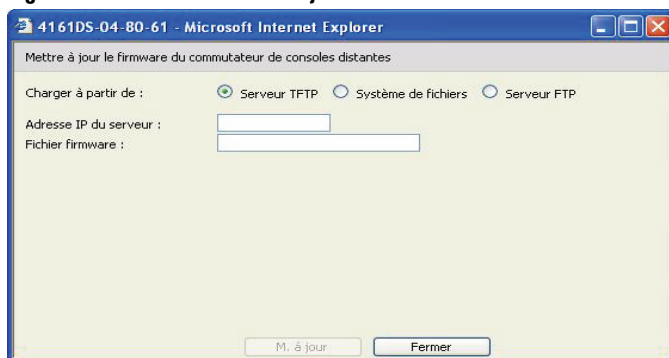 4161DS-04-80-61 - Microsoft Internet Explorer
Mettre à jour le firmware du commutateur de consoles distantes
Charger à partir de : Serveur TFTP Système de fichiers Serveur FTP
Adresse IP du serveur :
Fichier firmware :
M. à jour Fermer